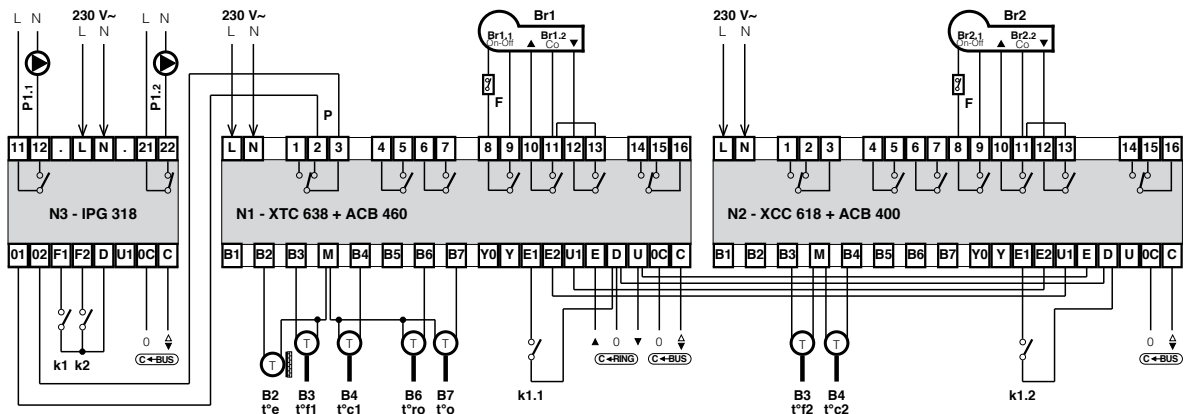 L N 230 V~ L N 230 V~ Br1 230 V~ Br2
L N L N L N
Br1.1 Br1.2 Br2.1 Br2.2
On-Off ▲ Co ▼ On-Off ▲ Co ▼
P1.1 P1.2 P F F
11 12 . L N . 21 22 L N 1 2 3 4 5 6 7 8 9 10 11 12 13 14 15 16 L N 1 2 3 4 5 6 7 8 9 10 11 12 13 14 15 16
N3 - IPG 318 N1 - XTC 638 + ACB 460 N2 - XCC 618 + ACB 400
01 02 F1 F2 D U1 0C C B1 B2 B3 M B4 B5 B6 B7 Y0 Y E1 E2 U1 E D U 0C C B1 B2 B3 M B4 B5 B6 B7 Y0 Y E1 E2 U1 E D U 0C C
T T T T T T T
0 ▲ 0 ▼ 0 0
k1 k2 C◄BUS C◄RING C◄BUS C◄BUS
B2 B3 B4 B6 B7 k1.1 B3 B4 k1.2
t°e t°f1 t°c1 t°ro t°o t°f2 t°c2